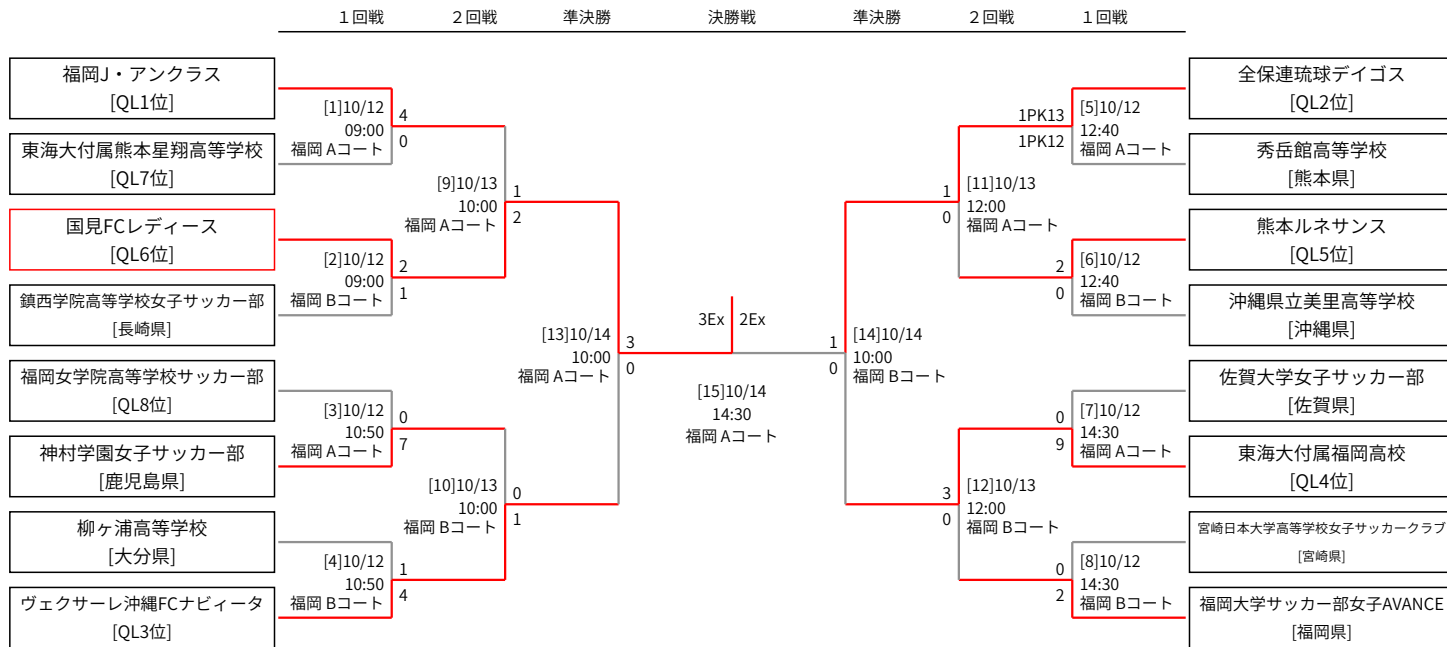 １回戦
２回戦
準決勝
決勝戦
準決勝
２回戦
１回戦
福岡J・アンクラス
[QL1位]
東海大付属熊本星翔高等学校
[QL7位]
国見FCレディース
[QL6位]
鎮西学院高等学校女子サッカー部
[長崎県]
福岡女学院高等学校サッカー部
[QL8位]
神村学園女子サッカー部
[鹿児島県]
柳ヶ浦高等学校
[大分県]
ヴェクサーレ沖縄FCナビィータ
[QL3位]
[1]10/12
09:00
福岡 Aコート
4
0
[2]10/12
09:00
福岡 Bコート
2
1
[3]10/12
10:50
福岡 Aコート
0
7
[4]10/12
10:50
福岡 Bコート
1
4
[9]10/13
10:00
福岡 Aコート
1
2
[10]10/13
10:00
福岡 Bコート
0
1
[13]10/14
10:00
福岡 Aコート
3
0
3Ex
2Ex
[15]10/14
14:30
福岡 Aコート
1
0
[14]10/14
10:00
福岡 Bコート
1
0
[11]10/13
12:00
福岡 Aコート
3
0
[12]10/13
12:00
福岡 Bコート
1PK13
1PK12
[5]10/12
12:40
福岡 Aコート
2
0
[6]10/12
12:40
福岡 Bコート
0
9
[7]10/12
14:30
福岡 Aコート
0
2
[8]10/12
14:30
福岡 Bコート
全保連琉球デイゴス
[QL2位]
秀岳館高等学校
[熊本県]
熊本ルネサンス
[QL5位]
沖縄県立美里高等学校
[沖縄県]
佐賀大学女子サッカー部
[佐賀県]
東海大付属福岡高校
[QL4位]
宮崎日本大学高等学校女子サッカークラブ
[宮崎県]
福岡大学サッカー部女子AVANCE
[福岡県]